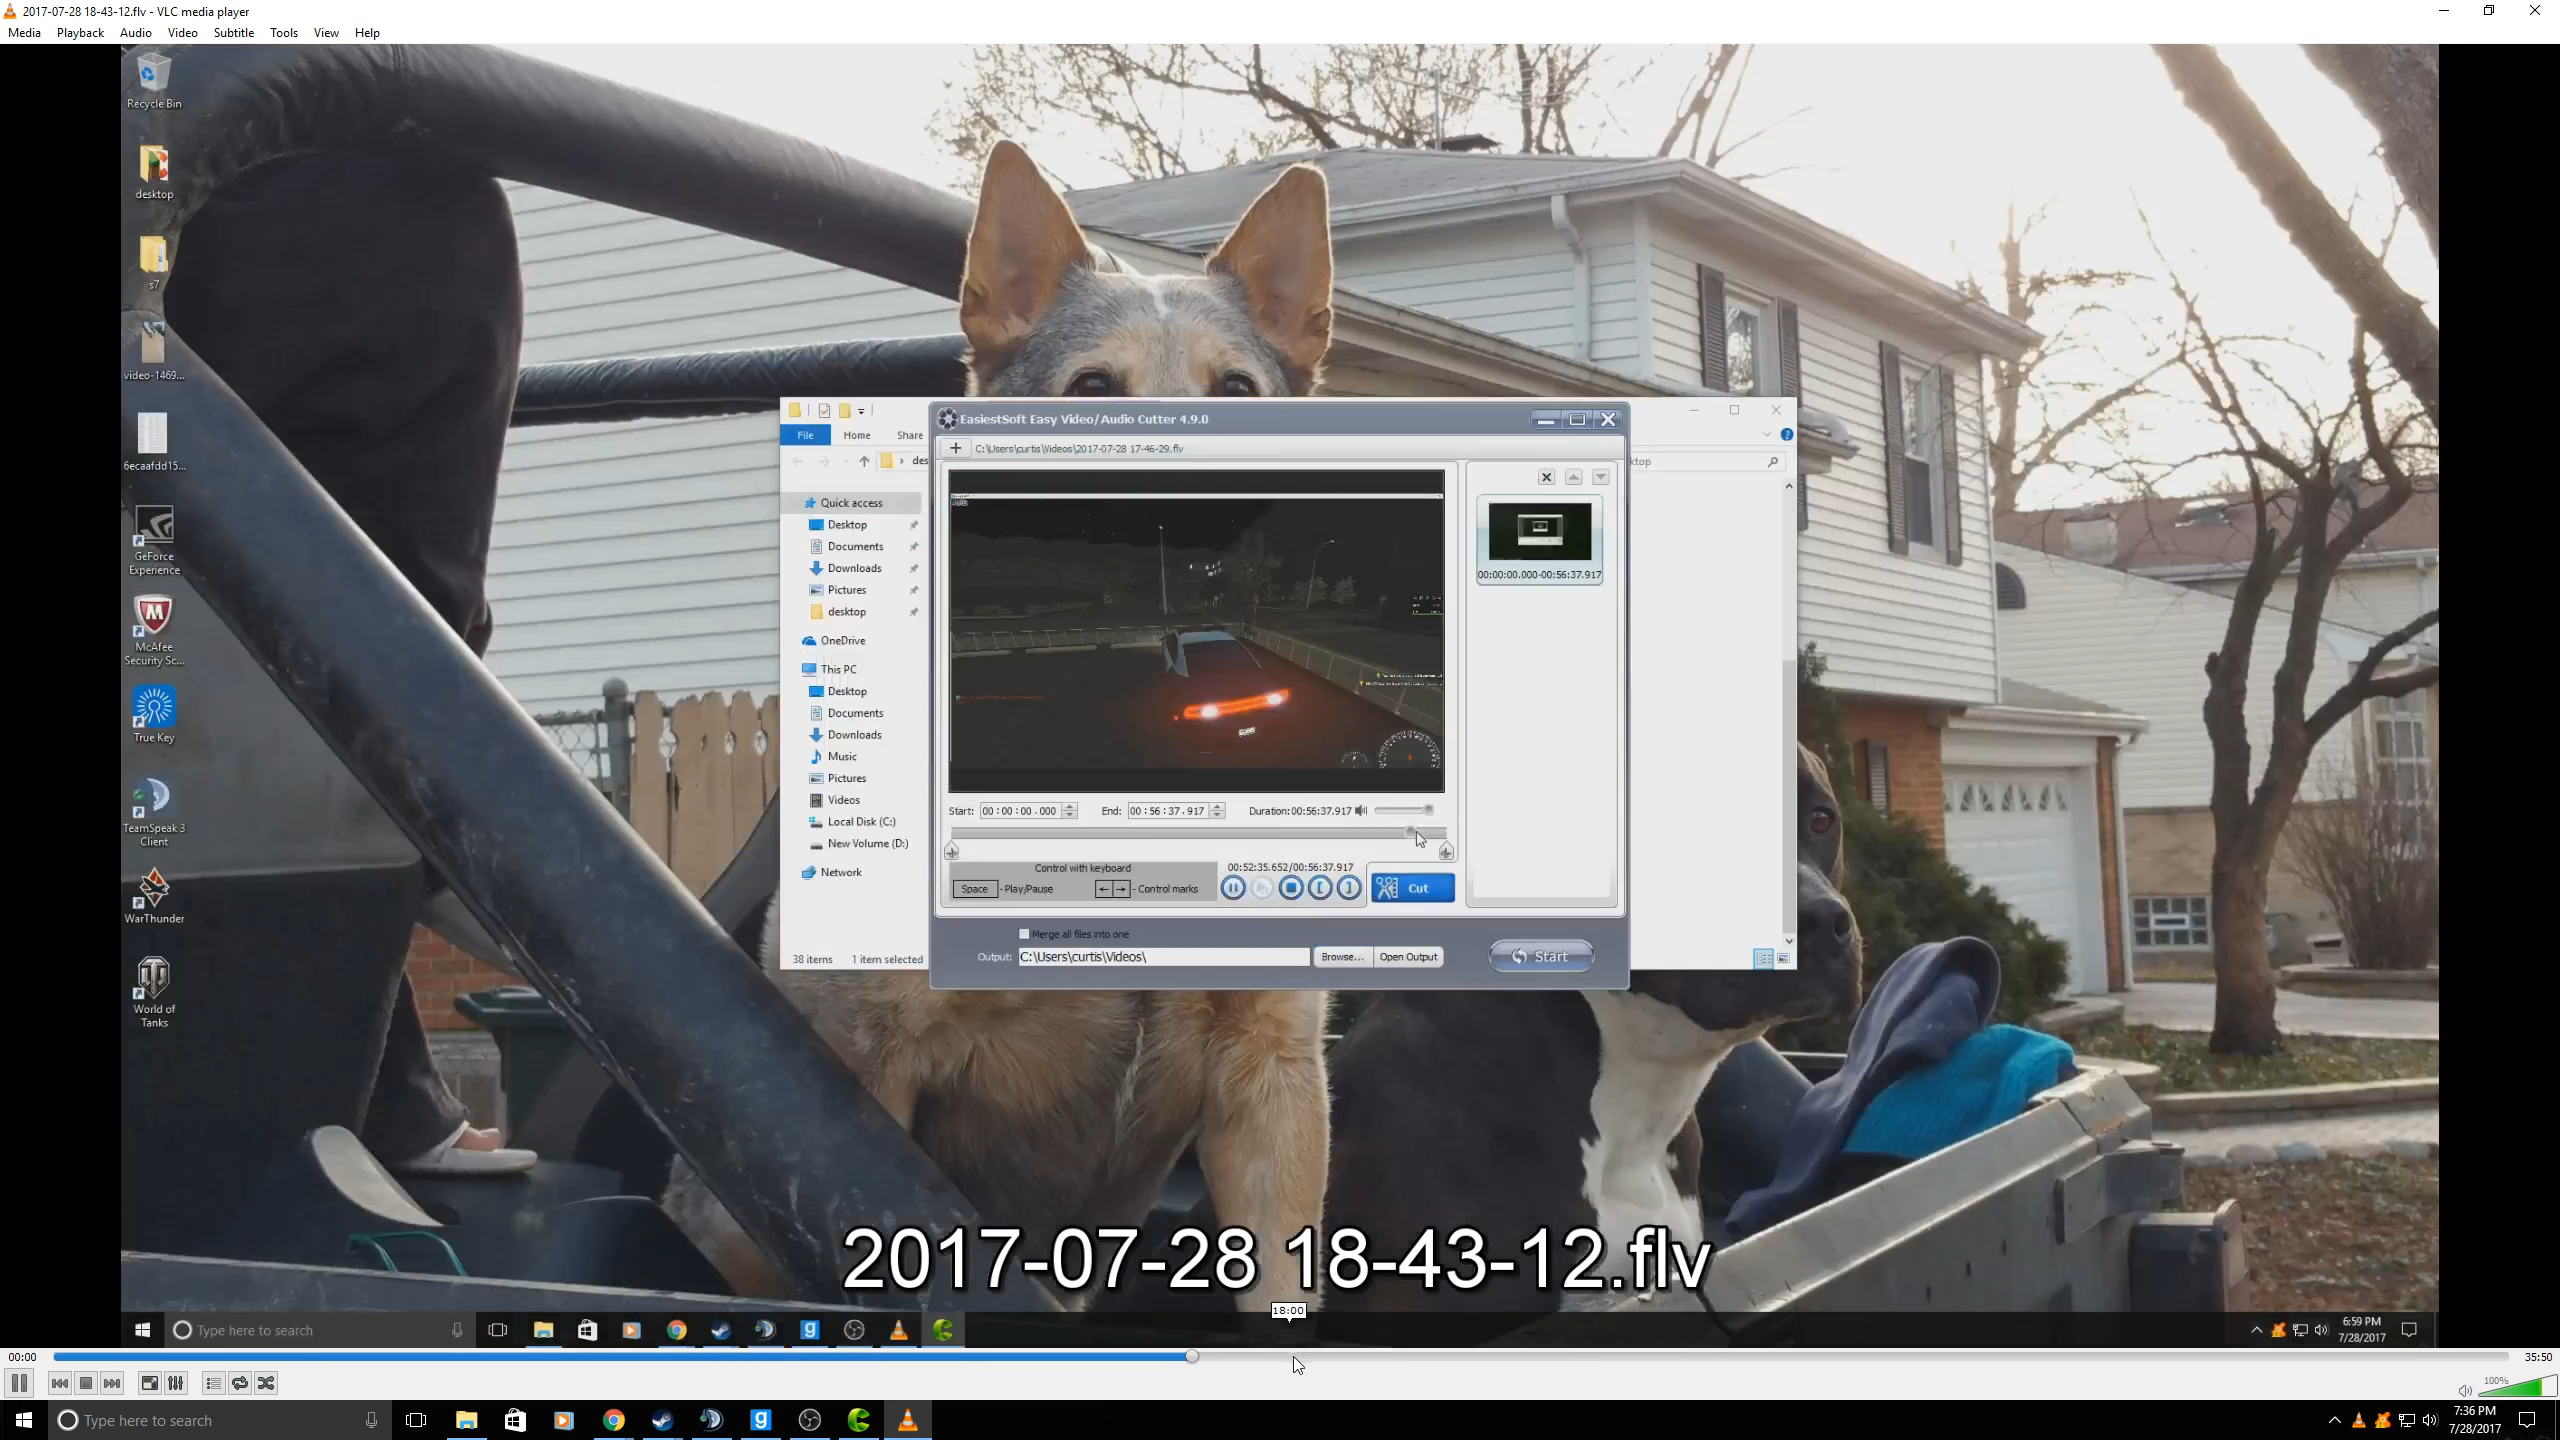 2017-07-28 18-43-12.flv - VLC media player
Media Playback Audio Video Subtitle Tools View Help
Recycle Bin
desktop
s7
video-1469...
6ecaafdd15...
GeForce
Experience
McAfee
Security Sc...
True Key
TeamSpeak 3
Client
WarThunder
World of
Tanks
File Home Share
des
ktop
Quick access
Desktop
Documents
Downloads
Pictures
desktop
OneDrive
This PC
Desktop
Documents
Downloads
Music
Pictures
Videos
Local Disk (C:)
New Volume (D:)
Network
38 items 1 item selected
EasiestSoft Easy Video/Audio Cutter 4.9.0
C:\Users\curtis\Videos\2017-07-28 17-46-29.flv
00:00:00.000-00:56:37.917
Start: 00 : 00 : 00 . 000 End: 00 : 56 : 37 . 917 Duration:00:56:37.917
Control with keyboard
Space - Play/Pause ←→ - Control marks
00:52:35.652/00:56:37.917
Cut
Merge all files into one
Output: C:\Users\curtis\Videos\ Browse... Open Output Start
2017-07-28 18-43-12.flv
18:00
Type here to search
6:59 PM
7/28/2017
00:00 35:50
100%
Type here to search
7:36 PM
7/28/2017